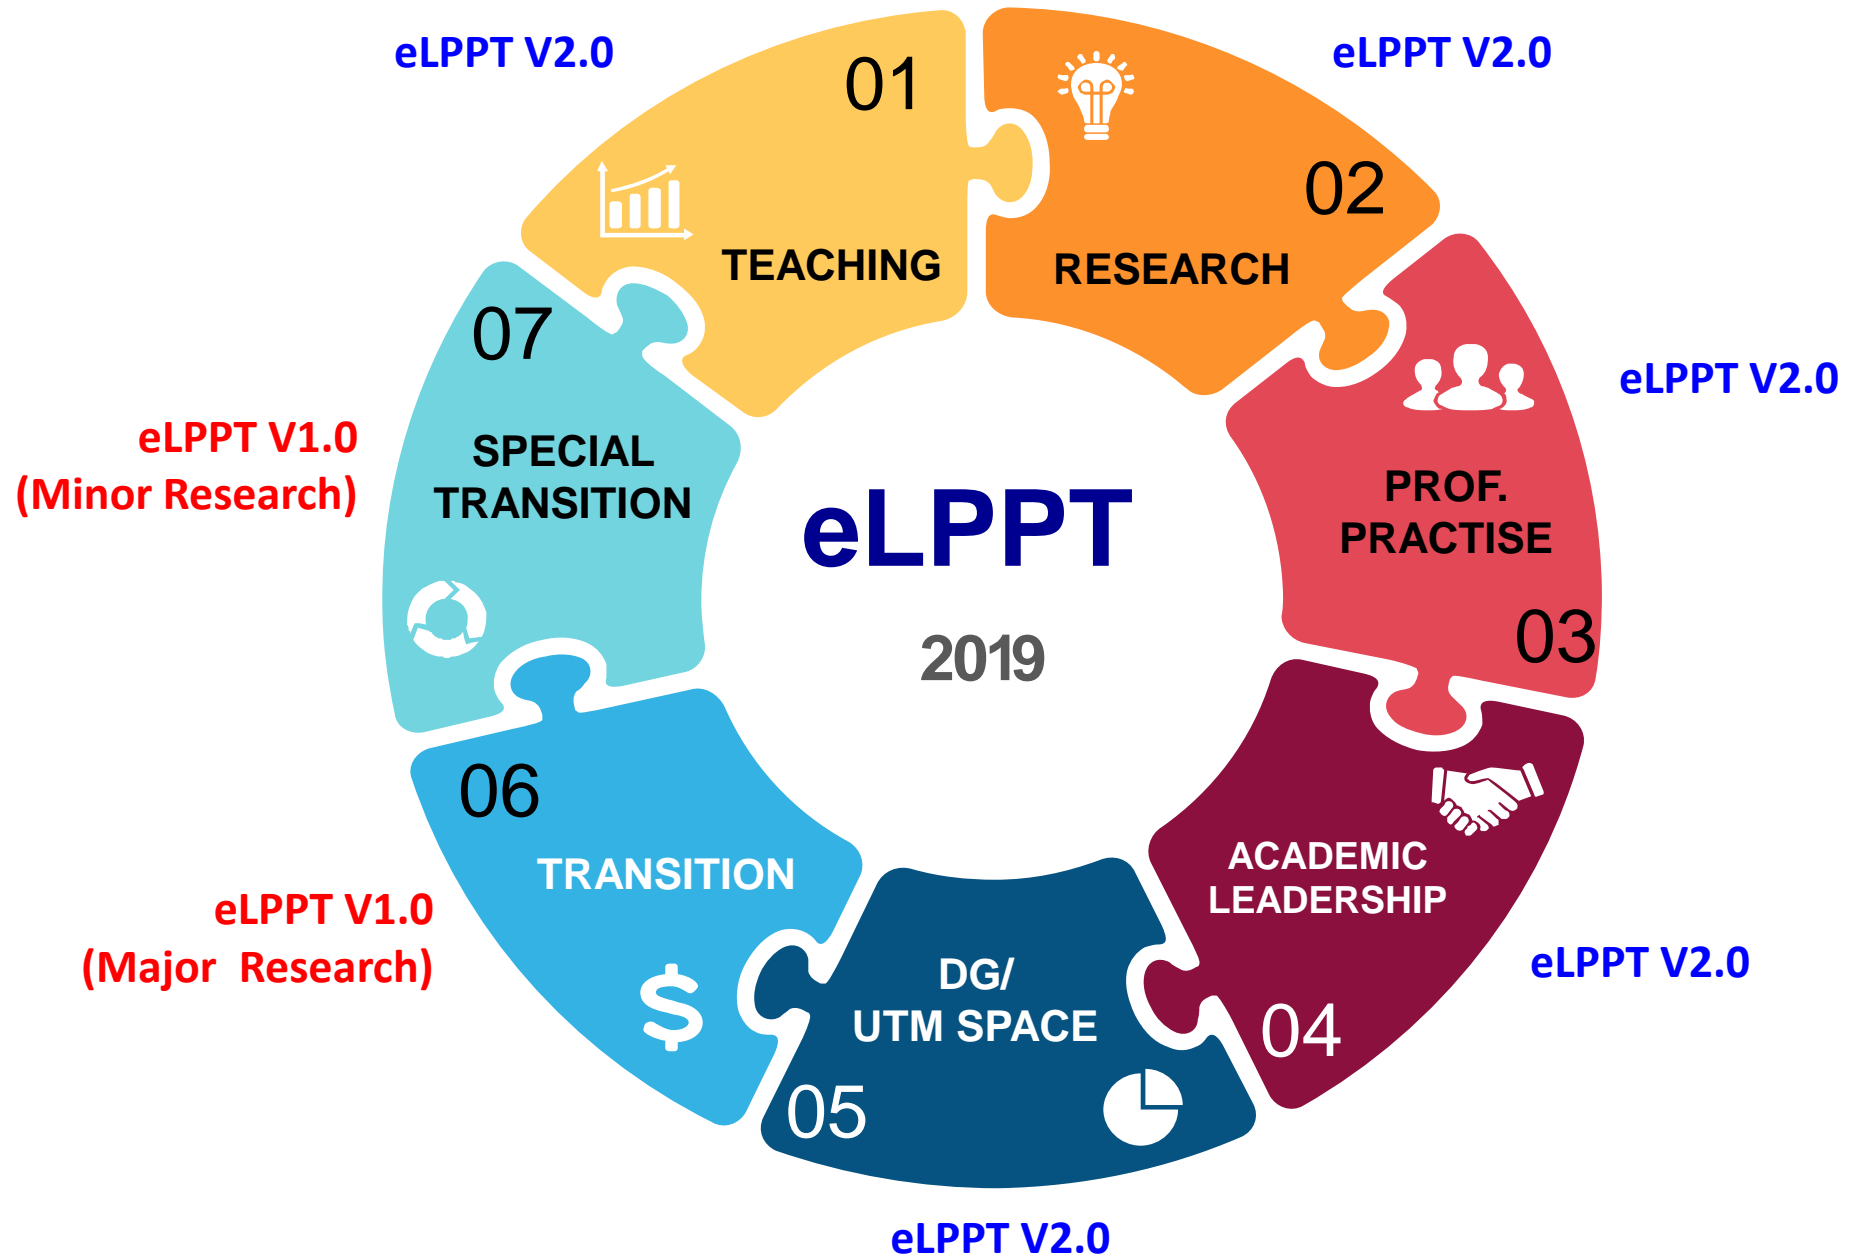 eLPPT V2.0
01
TEACHING
eLPPT V2.0
02
RESEARCH
eLPPT V2.0
PROF.
PRACTISE
03
ACADEMIC
LEADERSHIP
04
eLPPT V2.0
DG/
UTM SPACE
05
eLPPT V2.0
06
TRANSITION
eLPPT V1.0
(Major  Research)
07
SPECIAL
TRANSITION
eLPPT V1.0
(Minor Research)
eLPPT
2019